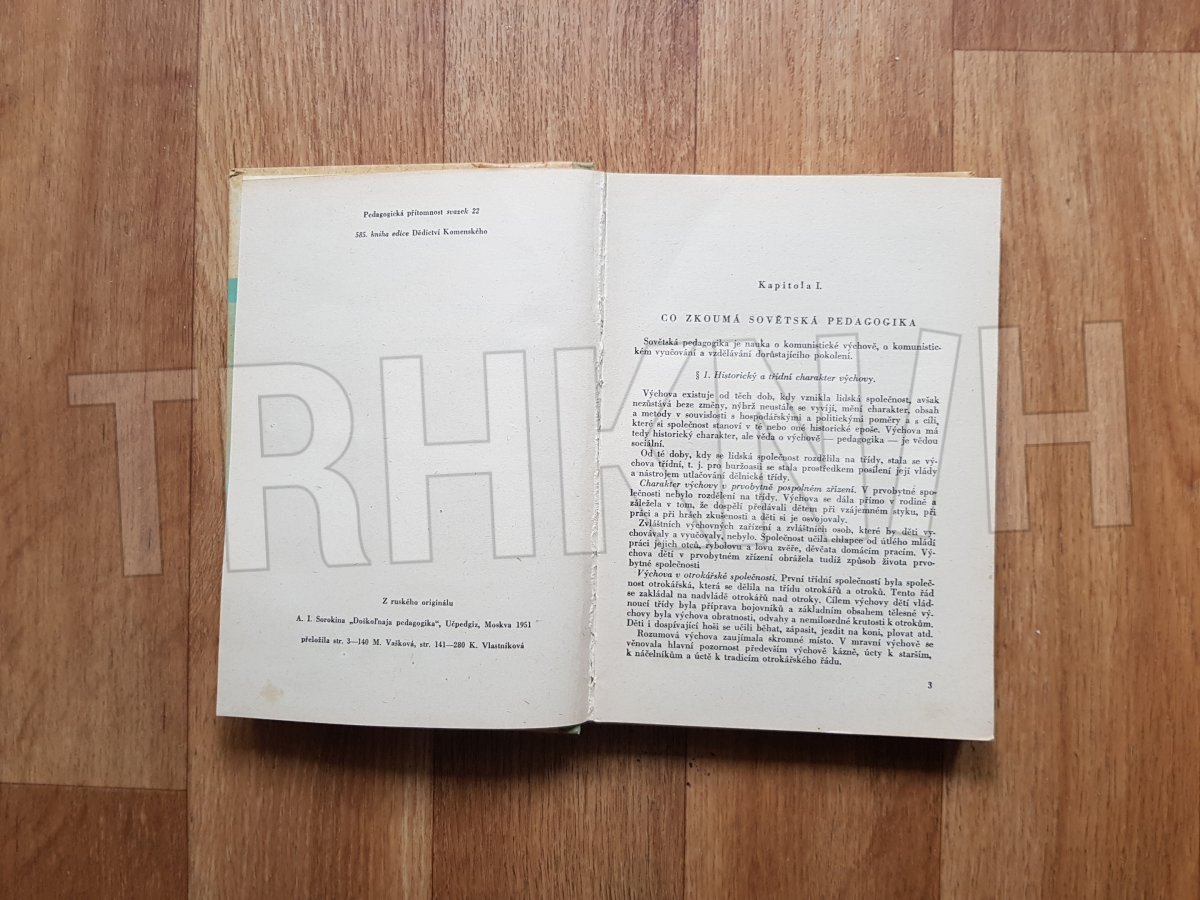 Pedagogická přítomnost svazek 22
585. kniha edice Dědictví Komenského
Z ruského originálu
A. I. Sorokina „Doškoľnaja pedagogika“, Učpedgiz, Moskva 1951
přeložila str. 3—140 M. Vašková, str. 141—280 K. Vlastníková
Kapitola I.
CO ZKOUMÁ SOVĚTSKÁ PEDAGOGIKA
Sovětská pedagogika je nauka o komunistické výchově, o komunistic-
kém vyučování a vzdělávání dorůstajícího pokolení.
§ 1. Historický a třídní charakter výchovy.
Výchova existuje od těch dob, kdy vznikla lidská společnost, avšak
nezůstává beze změny, nýbrž neustále se vyvíjí, mění charakter, obsah
a metody v souvislosti s hospodářskými a politickými poměry a s cíli,
které si společnost stanoví v té nebo oné historické epoše. Výchova má
tedy historický charakter, ale věda o výchově — pedagogika — je vědou
sociální.
Od té doby, kdy se lidská společnost rozdělila na třídy, stala se vý-
chova třídní, t. j. pro buržoasii se stala prostředkem posílení její vlády
a nástrojem utlačování dělnické třídy.
Charakter výchovy v prvobytně pospolném zřízení. V prvobytné spo-
lečnosti nebylo rozdělení na třídy. Výchova se dála přímo v rodině a
záležela v tom, že dospělí předávali dětem při vzájemném styku, při
práci a při hrách zkušenosti a děti si je osvojovaly.
Zvláštních výchovných zařízení a zvláštních osob, které by děti vy-
chovávaly a vyučovaly, nebylo. Společnost učila chlapce od útlého mládí
práci jejich otců, rybolovu a lovu zvěře, děvčata domácím pracím. Vý-
chova dětí v prvobytném zřízení obrážela tudíž způsob života prvo-
bytné společnosti
Výchova v otrokářské společnosti. První třídní společností byla společ-
nost otrokářská, která se dělila na třídu otrokářů a otroků. Tento řád
se zakládal na nadvládě otrokářů nad otroky. Cílem výchovy dětí vlád-
noucí třídy byla příprava bojovníků a základním obsahem tělesné vý-
chovy byla výchova obratnosti, odvahy a nemilosrdné krutosti k otrokům.
Děti i dospívající hoši se učili běhat, zápasit, jezdit na koni, plovat atd.
Rozumová výchova zaujímala skromné místo. V mravní výchově se
věnovala hlavní pozornost především výchově kázně, úcty k starším,
k náčelníkům a úctě k tradicím otrokářského řádu.
3
TRHKNIH